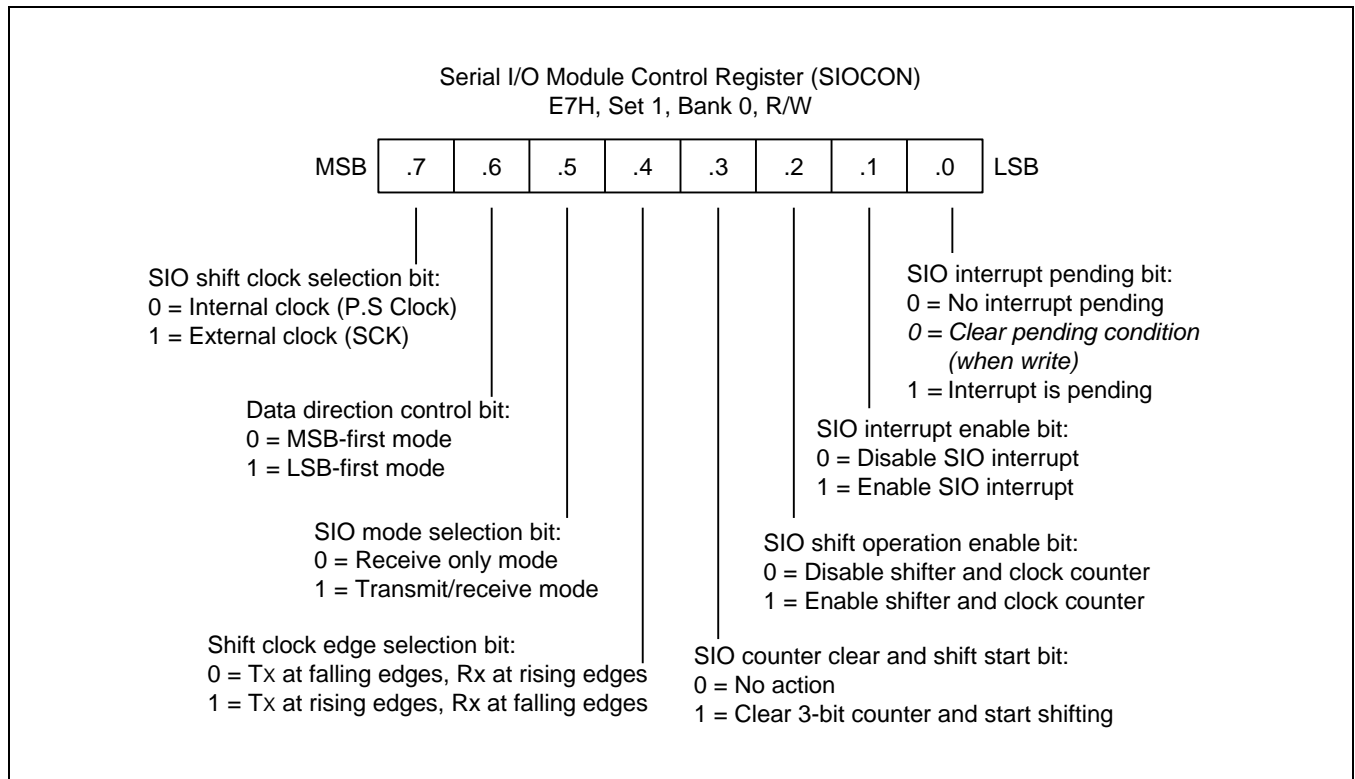 Serial I/O Module Control Register (SIOCON)
E7H, Set 1, Bank 0, R/W
MSB .7 .6 .5 .4 .3 .2 .1 .0 LSB
SIO shift clock selection bit:
0 = Internal clock (P.S Clock)
1 = External clock (SCK)
Data direction control bit:
0 = MSB-first mode
1 = LSB-first mode
SIO mode selection bit:
0 = Receive only mode
1 = Transmit/receive mode
Shift clock edge selection bit:
0 = Tx at falling edges, Rx at rising edges
1 = Tx at rising edges, Rx at falling edges
SIO interrupt pending bit:
0 = No interrupt pending
0 = Clear pending condition
(when write)
1 = Interrupt is pending
SIO interrupt enable bit:
0 = Disable SIO interrupt
1 = Enable SIO interrupt
SIO shift operation enable bit:
0 = Disable shifter and clock counter
1 = Enable shifter and clock counter
SIO counter clear and shift start bit:
0 = No action
1 = Clear 3-bit counter and start shifting